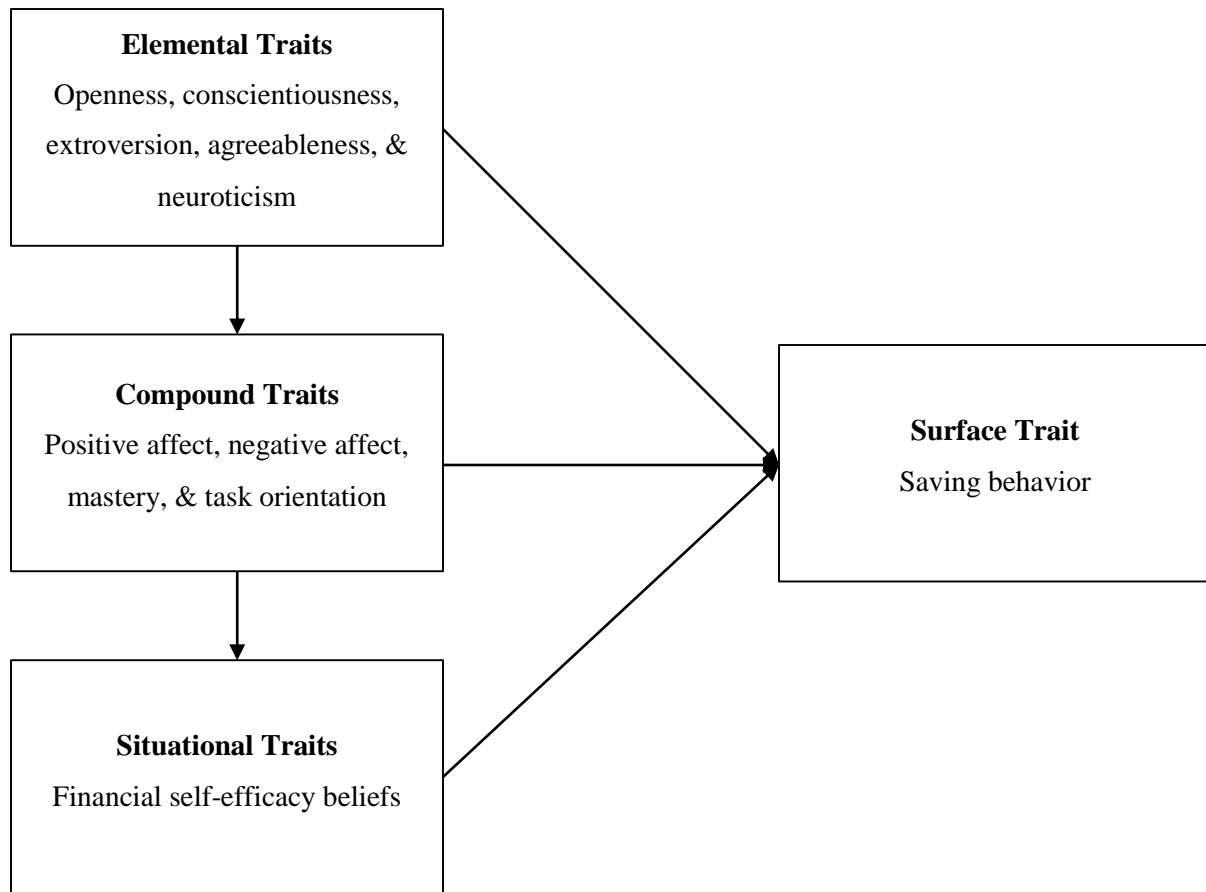 Elemental Traits
Openness, conscientiousness,
extroversion, agreeableness, &
neuroticism
Compound Traits
Positive affect, negative affect,
mastery, & task orientation
Surface Trait
Saving behavior
Situational Traits
Financial self-efficacy beliefs